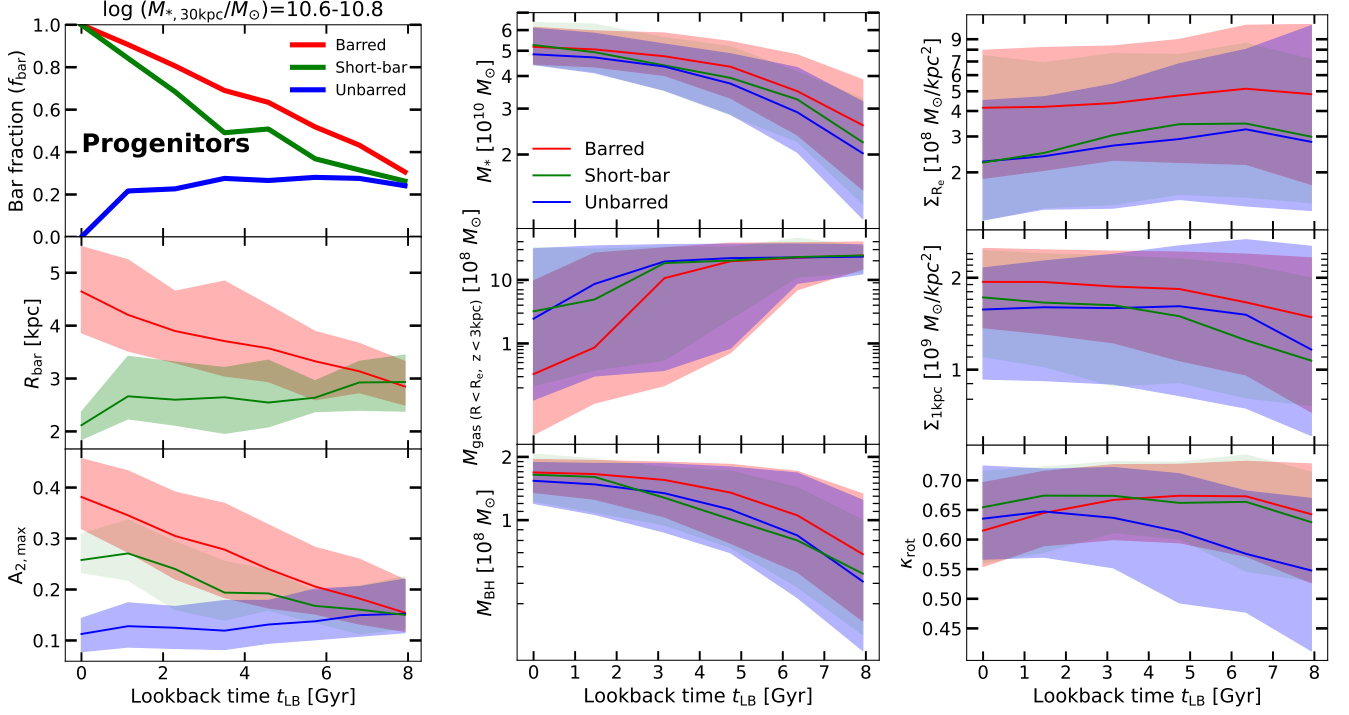 log (M*, 30kpc/M⊙)=10.6-10.8
Bar fraction (fbar)
1.0
0.8
0.6
0.4
0.2
0.0
Barred
Short-bar
Unbarred
Progenitors
Rbar [kpc]
5
4
3
2
A2, max
0.4
0.3
0.2
0.1
0 2 4 6 8
Lookback time tLB [Gyr]
M* [10^10 M⊙]
6
5
4
3
2
Barred
Short-bar
Unbarred
Mgas (R < Re, z < 3kpc) [10^8 M⊙]
10
1
MBH [10^8 M⊙]
2
1
0 1 2 3 4 5 6 7 8
Lookback time tLB [Gyr]
ΣRe [10^8 M⊙/kpc^2]
9
7
6
5
4
3
2
Σ1kpc [10^9 M⊙/kpc^2]
2
1
κrot
0.70
0.65
0.60
0.55
0.50
0.45
0 1 2 3 4 5 6 7 8
Lookback time tLB [Gyr]